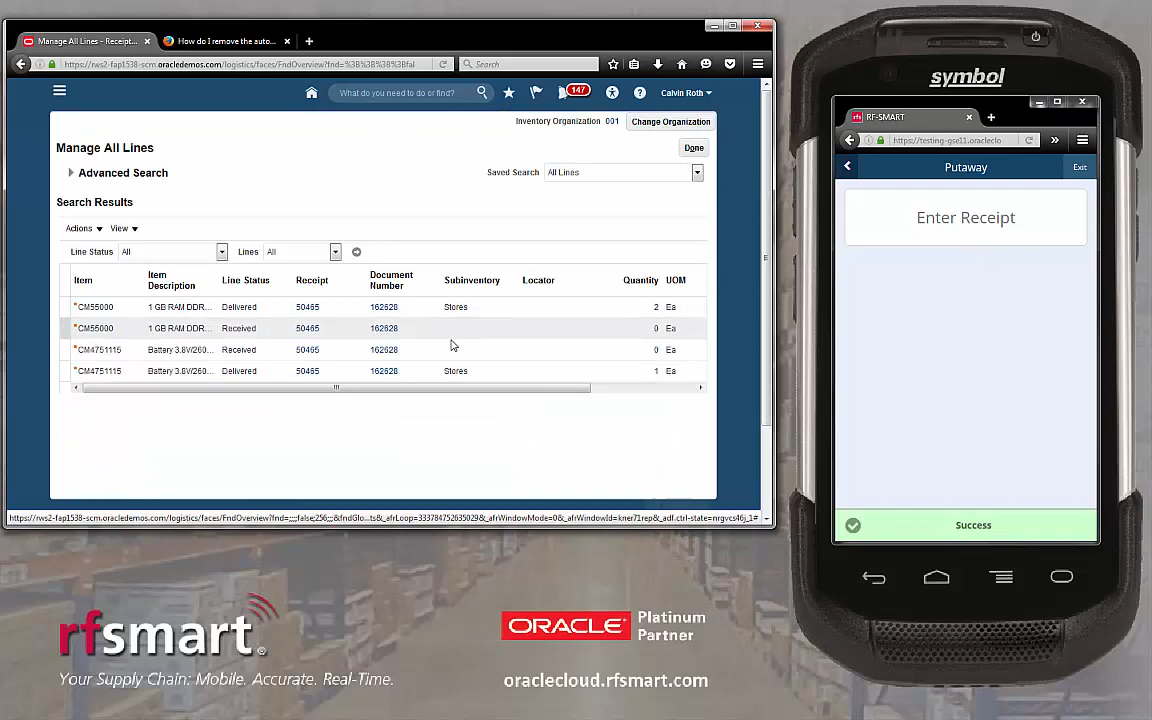 Manage All Lines - Receipt...
How do I remove the auto...
https://rws2-fap1538-scm.oracledemos.com/logistics/faces/FndOverview?fnd=%3B%3B%3B%3Bfal
Search
What do you need to do or find?
147
Calvin Roth
Inventory Organization 001
Change Organization
Manage All Lines
Done
Advanced Search
Saved Search All Lines
Search Results
Actions View
Line Status All Lines All
Item Item Description Line Status Receipt Document Number Subinventory Locator Quantity UOM
CM55000 1 GB RAM DDR... Delivered 50465 162628 Stores 2 Ea
CM55000 1 GB RAM DDR... Received 50465 162628 0 Ea
CM4751115 Battery 3.8V/260... Received 50465 162628 0 Ea
CM4751115 Battery 3.8V/260... Delivered 50465 162628 Stores 1 Ea
symbol
rfs RF-SMART
https://testing-gse11.oracleclo
Putaway
Exit
Enter Receipt
Success
rfsmart®
Your Supply Chain: Mobile. Accurate. Real-Time.
ORACLE® Platinum Partner
oraclecloud.rfsmart.com